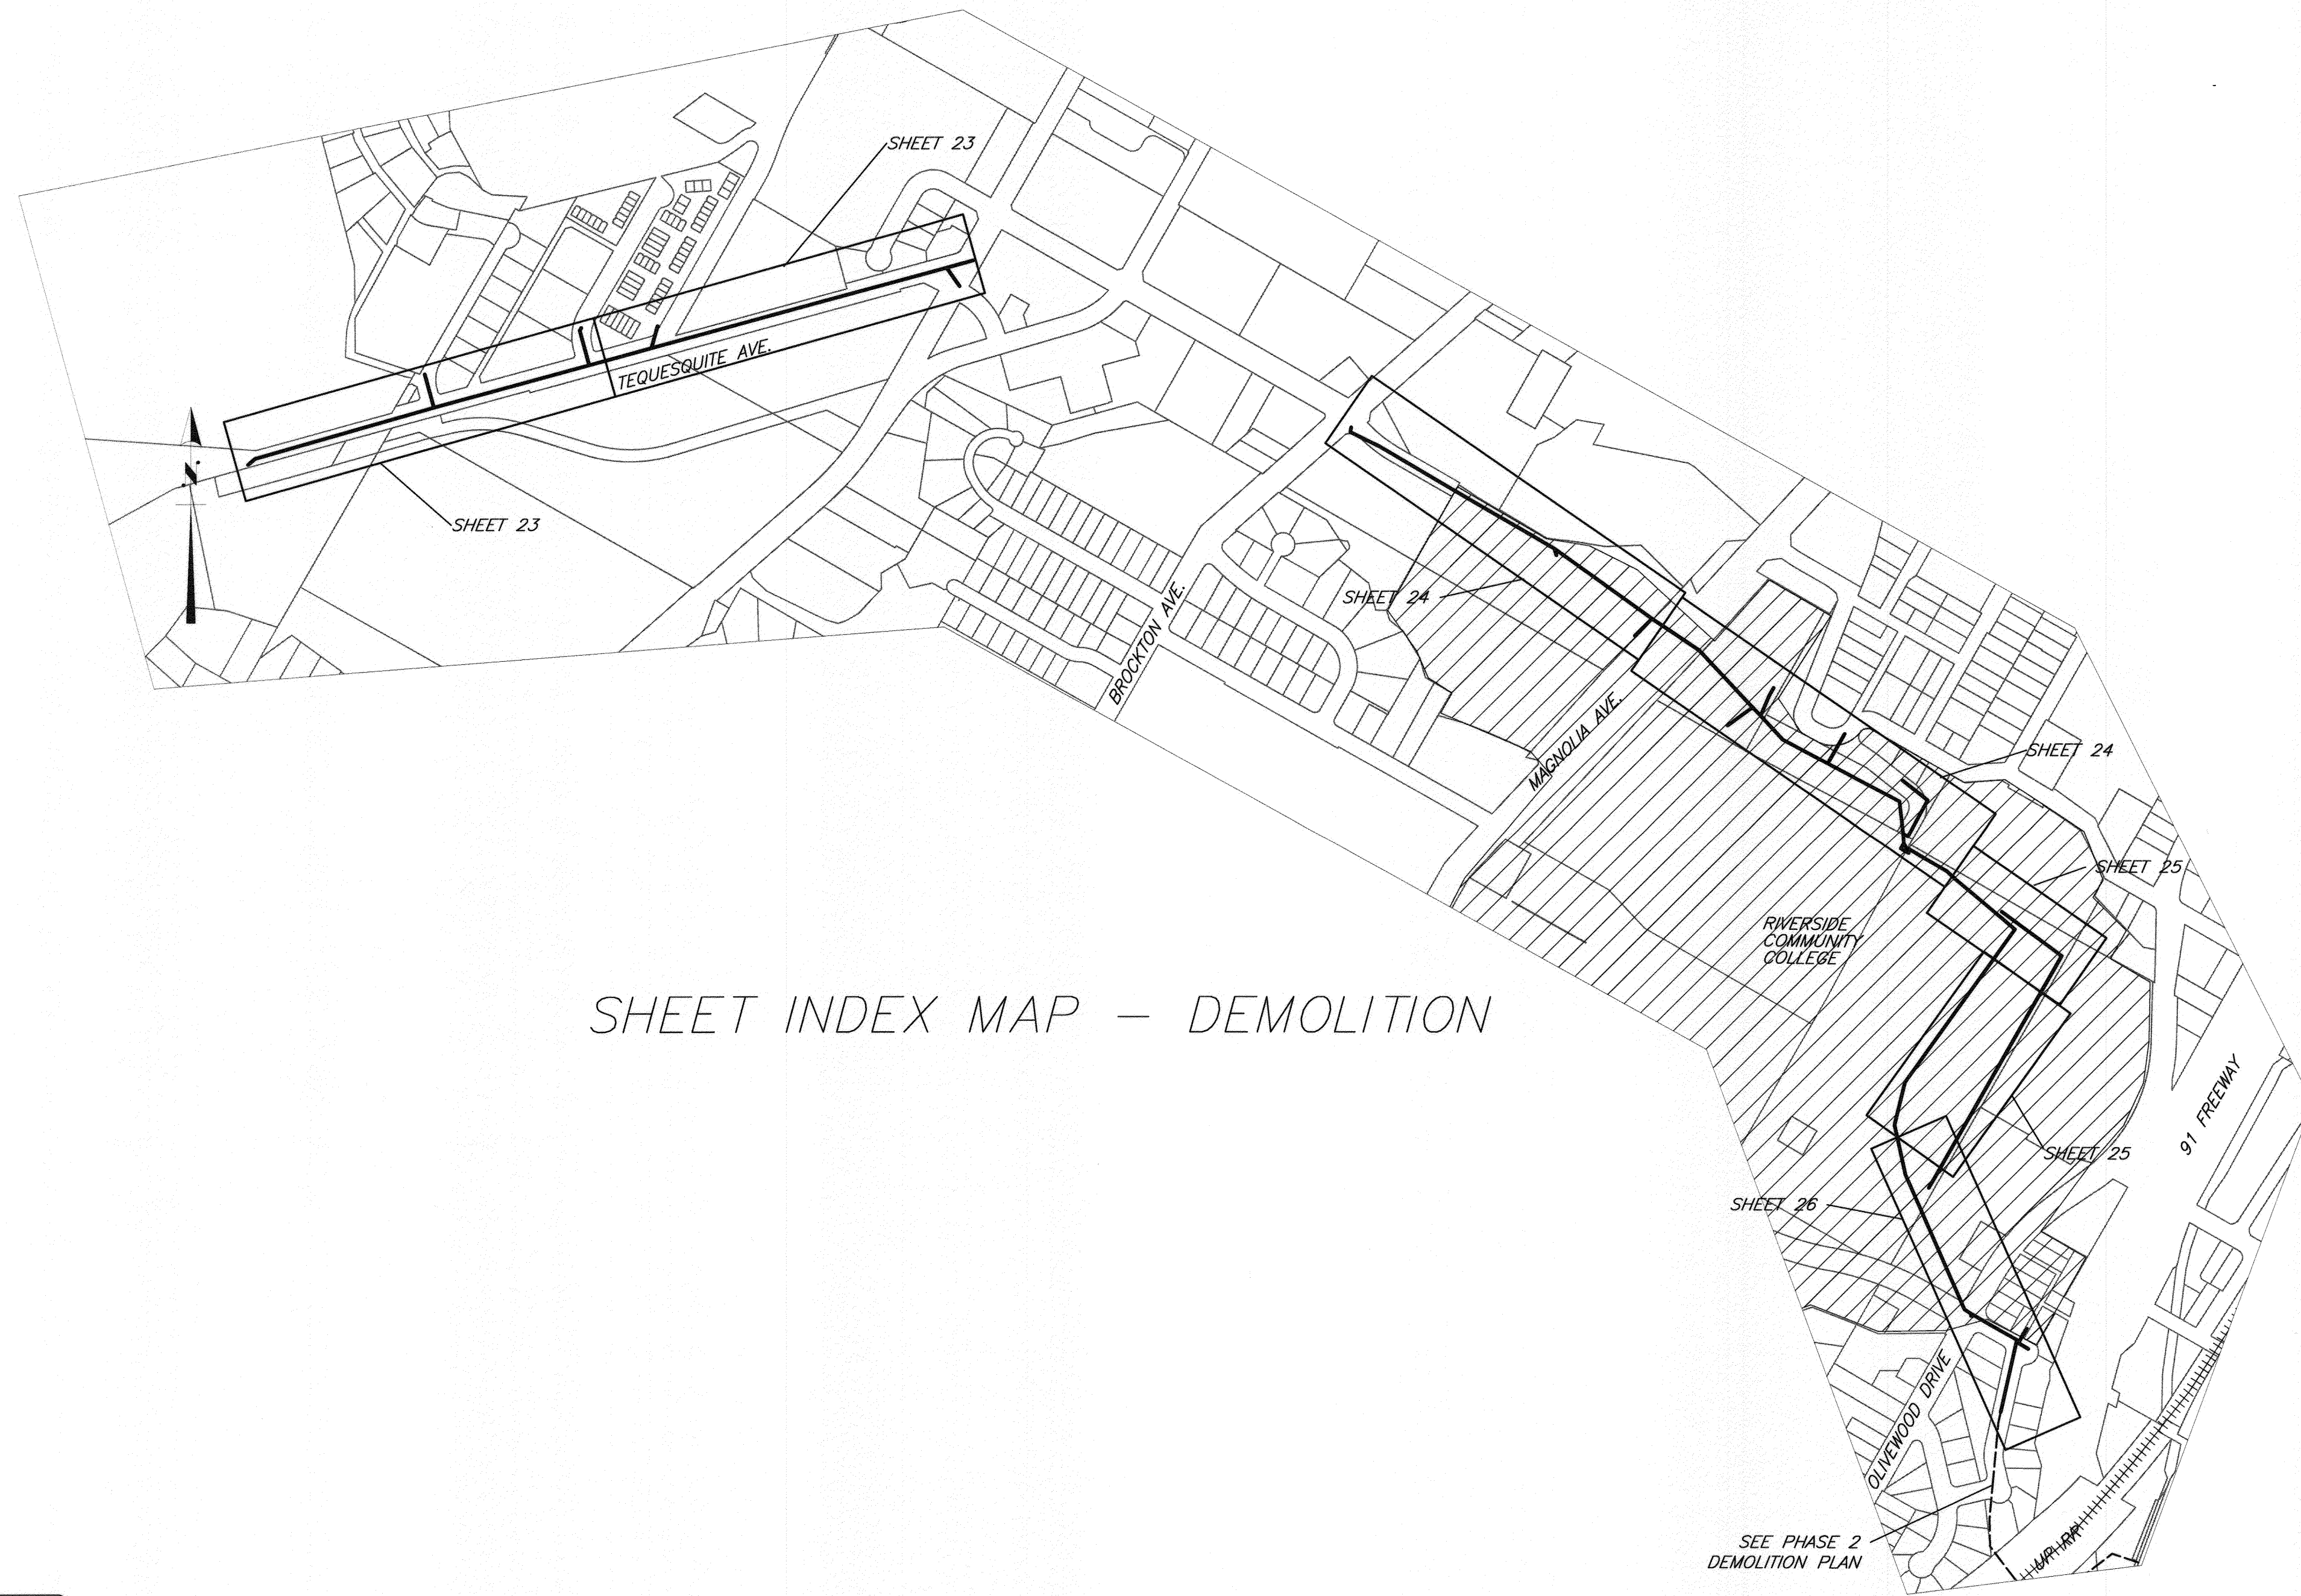 SHEET 23
TEQUESQUITE AVE.
N
SHEET 23
SHEET 24
BROCKTON AVE.
MAGNOLIA AVE.
SHEET 24
SHEET 25
RIVERSIDE
COMMUNITY
COLLEGE
SHEET INDEX MAP – DEMOLITION
91 FREEWAY
SHEET 25
SHEET 26
OLIVEWOOD DRIVE
SEE PHASE 2
DEMOLITION PLAN
UP RR